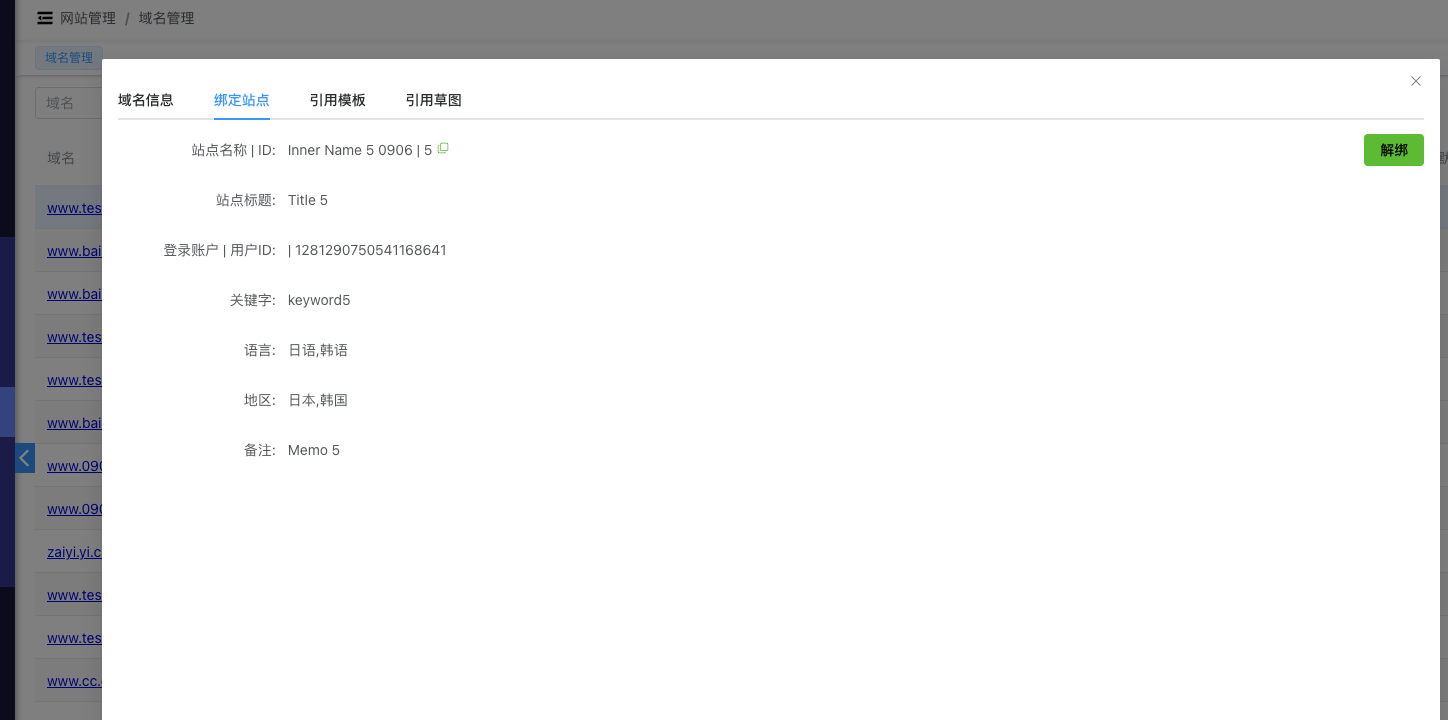 网站管理 / 域名管理
域名管理
域名
域名
www.tes
www.bai
www.bai
www.tes
www.tes
www.bai
www.090
www.090
zaiyi.yi.c
www.tes
www.tes
www.cc.
域名信息 绑定站点 引用模板 引用草图
站点名称 | ID: Inner Name 5 0906 | 5
解绑
站点标题: Title 5
登录账户 | 用户ID: | 1281290750541168641
关键字: keyword5
语言: 日语,韩语
地区: 日本,韩国
备注: Memo 5